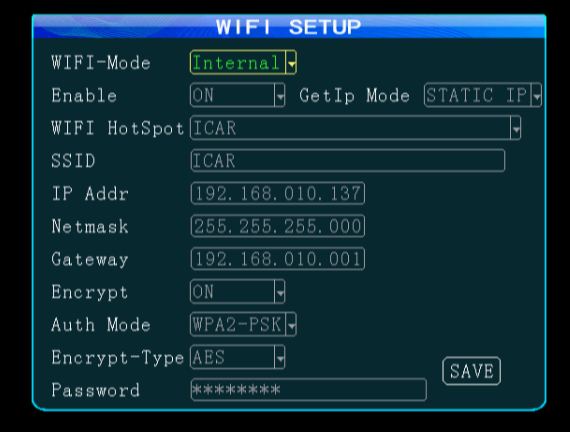 WIFI SETUP
WIFI-Mode Internal
Enable ON GetIp Mode STATIC IP
WIFI HotSpot ICAR
SSID ICAR
IP Addr 192.168.010.137
Netmask 255.255.255.000
Gateway 192.168.010.001
Encrypt ON
Auth Mode WPA2-PSK
Encrypt-Type AES
SAVE
Password ********